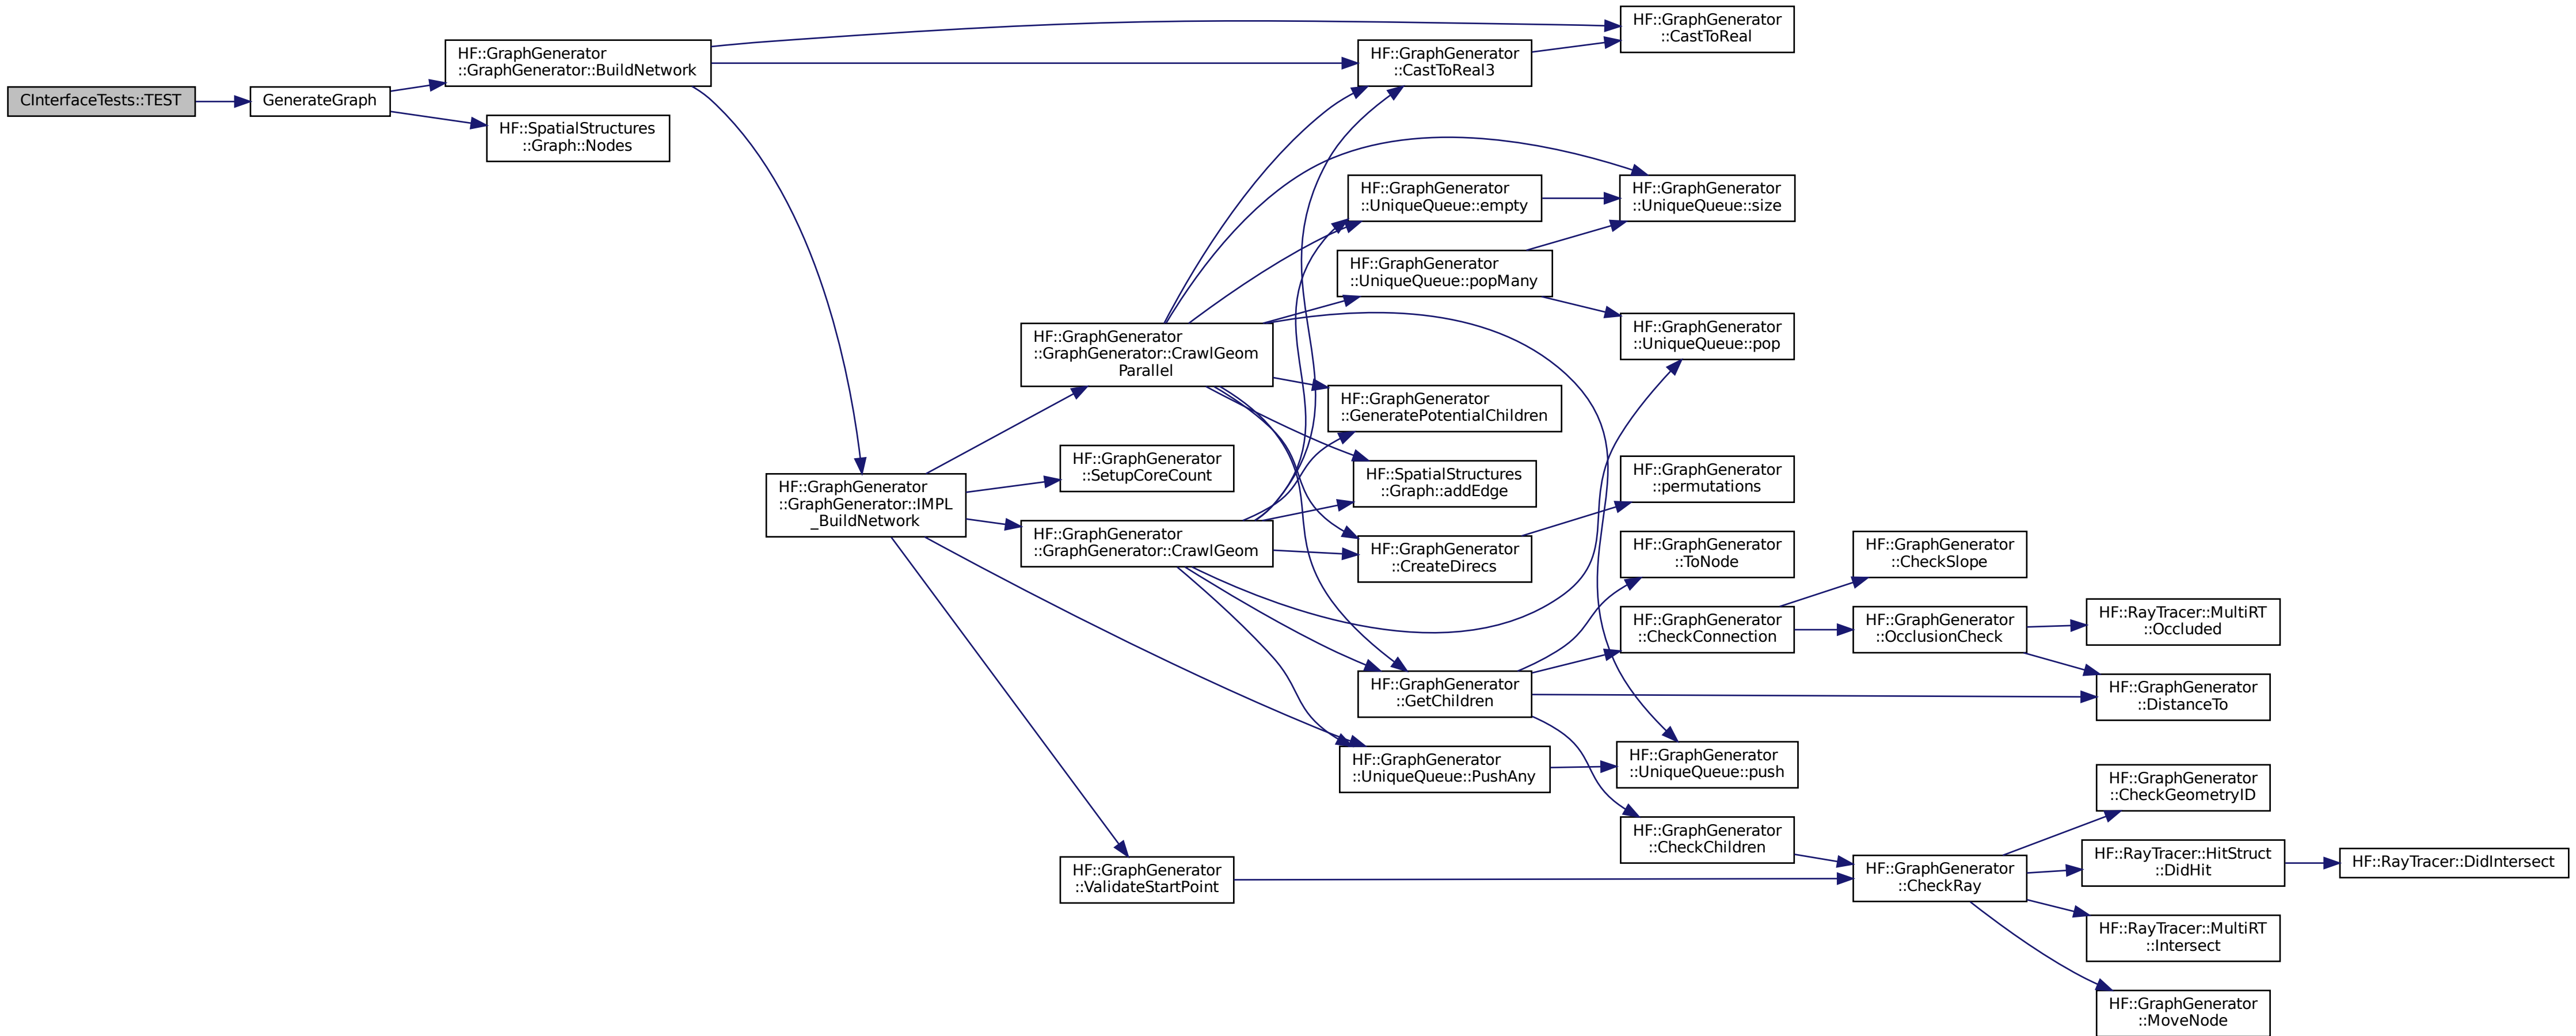 CInterfaceTests::TEST
GenerateGraph
HF::GraphGenerator
::GraphGenerator::BuildNetwork
HF::SpatialStructures
::Graph::Nodes
HF::GraphGenerator
::GraphGenerator::IMPL
_BuildNetwork
HF::GraphGenerator
::GraphGenerator::CrawlGeom
Parallel
HF::GraphGenerator
::SetupCoreCount
HF::GraphGenerator
::GraphGenerator::CrawlGeom
HF::GraphGenerator
::ValidateStartPoint
HF::GraphGenerator
::CastToReal3
HF::GraphGenerator
::UniqueQueue::empty
HF::GraphGenerator
::UniqueQueue::popMany
HF::GraphGenerator
::GeneratePotentialChildren
HF::SpatialStructures
::Graph::addEdge
HF::GraphGenerator
::CreateDirecs
HF::GraphGenerator
::GetChildren
HF::GraphGenerator
::UniqueQueue::PushAny
HF::GraphGenerator
::CastToReal
HF::GraphGenerator
::UniqueQueue::size
HF::GraphGenerator
::UniqueQueue::pop
HF::GraphGenerator
::permutations
HF::GraphGenerator
::ToNode
HF::GraphGenerator
::CheckConnection
HF::GraphGenerator
::UniqueQueue::push
HF::GraphGenerator
::CheckChildren
HF::GraphGenerator
::CheckSlope
HF::GraphGenerator
::OcclusionCheck
HF::GraphGenerator
::CheckRay
HF::RayTracer::MultiRT
::Occluded
HF::GraphGenerator
::DistanceTo
HF::GraphGenerator
::CheckGeometryID
HF::RayTracer::HitStruct
::DidHit
HF::RayTracer::MultiRT
::Intersect
HF::GraphGenerator
::MoveNode
HF::RayTracer::DidIntersect